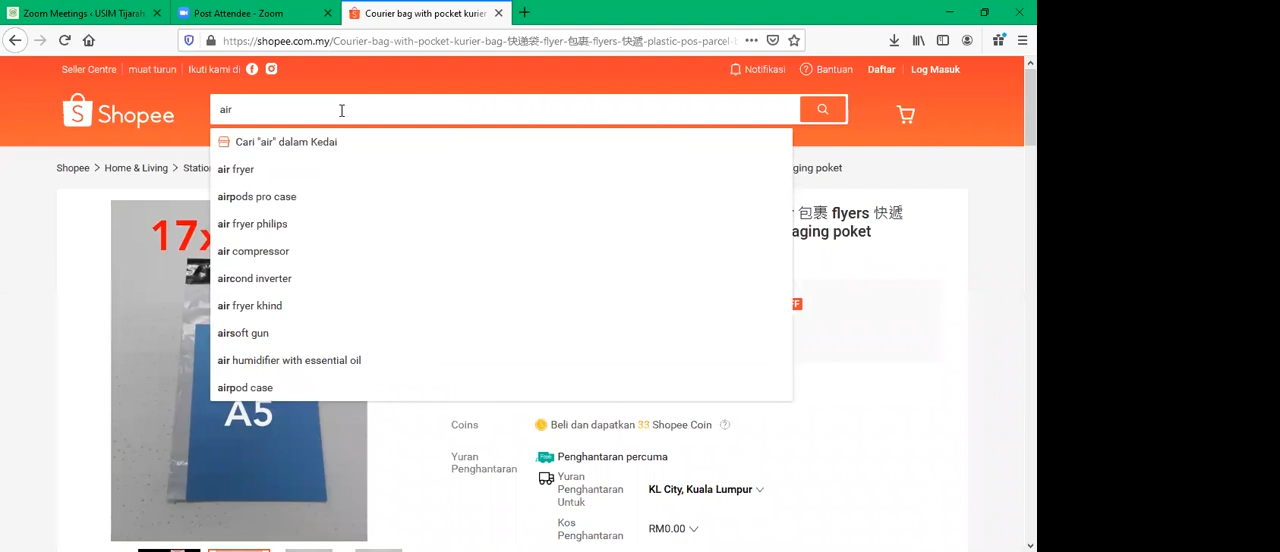 Zoom Meetings ‹ USIM Tijarah
Post Attendee - Zoom
Courier bag with pocket kurier
https://shopee.com.my/Courier-bag-with-pocket-kurier-bag-快递袋-flyer-包裹-flyers-快遞-plastic-pos-parcel-
Seller Centre muat turun Ikuti kami di
Notifikasi Bantuan Daftar Log Masuk
Shopee
air
Cari "air" dalam Kedai
air fryer
airpods pro case
air fryer philips
air compressor
aircond inverter
air fryer khind
airsoft gun
air humidifier with essential oil
airpod case
Shopee > Home & Living >
poket
包裹 flyers 快遞
poket
A5
Coins
Beli dan dapatkan 33 Shopee Coin
Yuran Penghantaran
Penghantaran percuma
Yuran Penghantaran Untuk
KL City, Kuala Lumpur
Kos Penghantaran
RM0.00